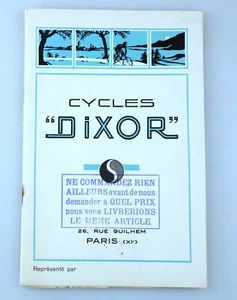 CYCLES
"DiXOR"
NE COMMANDEZ RIEN
AILLEURS avant de nous
demander à QUEL PRIX
nous vous LIVRERIONS
LE MEME ARTICLE
26, RUE GUILHEM
PARIS (XIe)
Représenté par